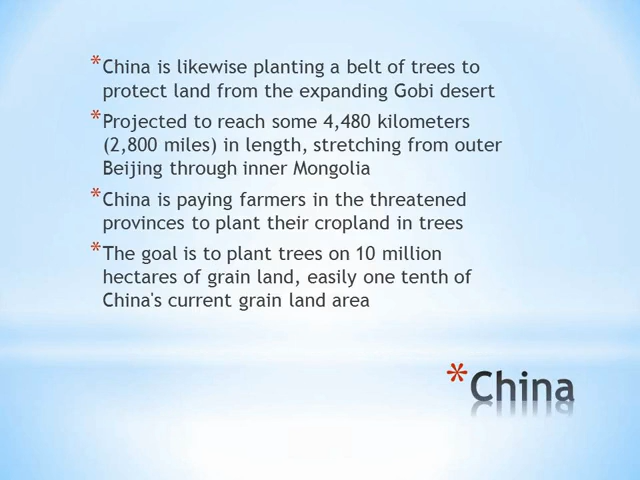 * China is likewise planting a belt of trees to
protect land from the expanding Gobi desert
* Projected to reach some 4,480 kilometers
(2,800 miles) in length, stretching from outer
Beijing through inner Mongolia
* China is paying farmers in the threatened
provinces to plant their cropland in trees
* The goal is to plant trees on 10 million
hectares of grain land, easily one tenth of
China's current grain land area
* China